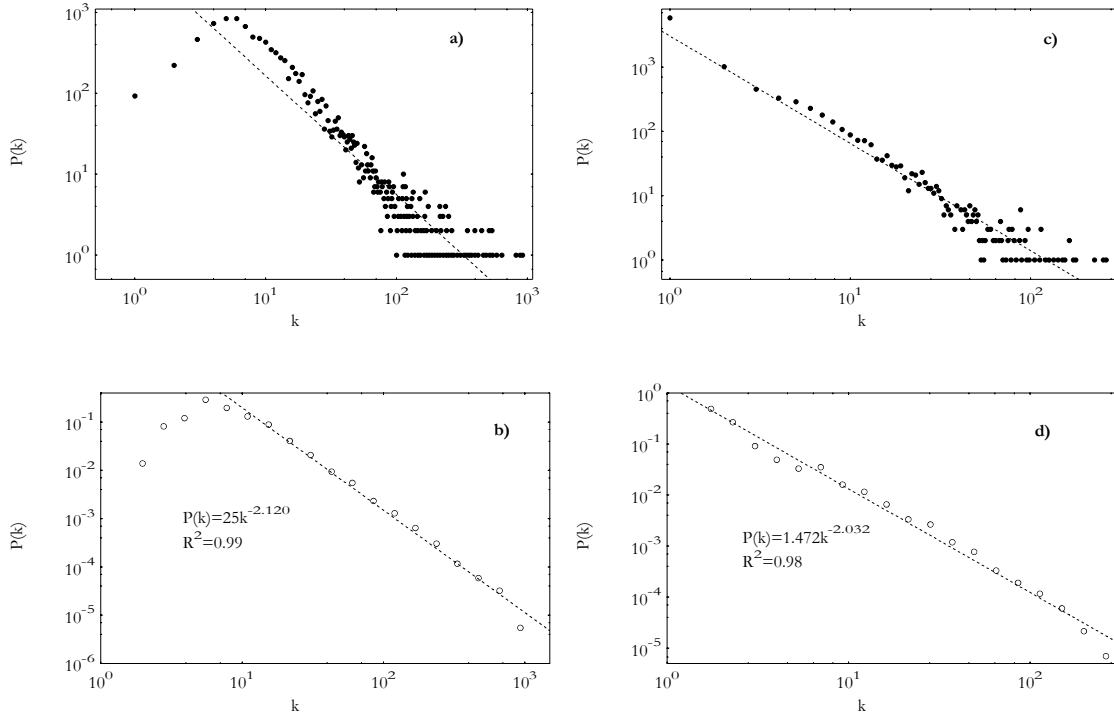 a)
P(k)
10^3
10^2
10^1
10^0
10^0 10^1 10^2 10^3
k
c)
P(k)
10^3
10^2
10^1
10^0
10^0 10^1 10^2
k
b)
P(k)
10^-1
10^-2
10^-3
10^-4
10^-5
10^-6
P(k)=25k^-2.120
R^2=0.99
10^0 10^1 10^2 10^3
k
d)
P(k)
10^0
10^-1
10^-2
10^-3
10^-4
10^-5
P(k)=1.472k^-2.032
R^2=0.98
10^0 10^1 10^2
k